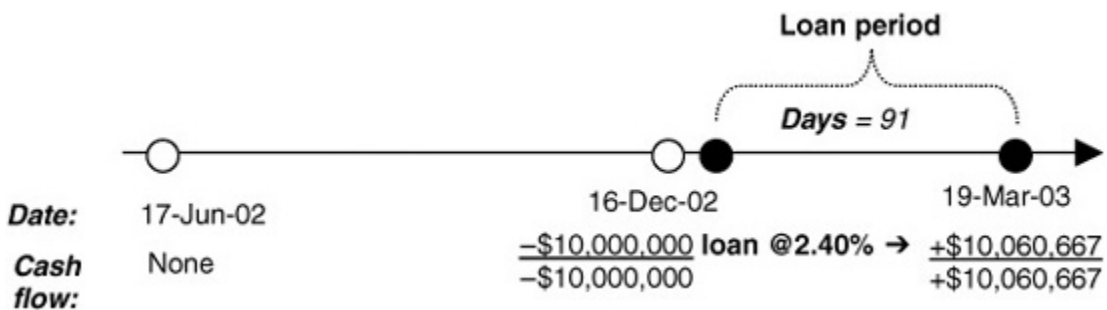 Loan period
Days = 91
Date: 17-Jun-02 16-Dec-02 19-Mar-03
Cash flow: None −$10,000,000 loan @2.40% → +$10,060,667
−$10,000,000 +$10,060,667